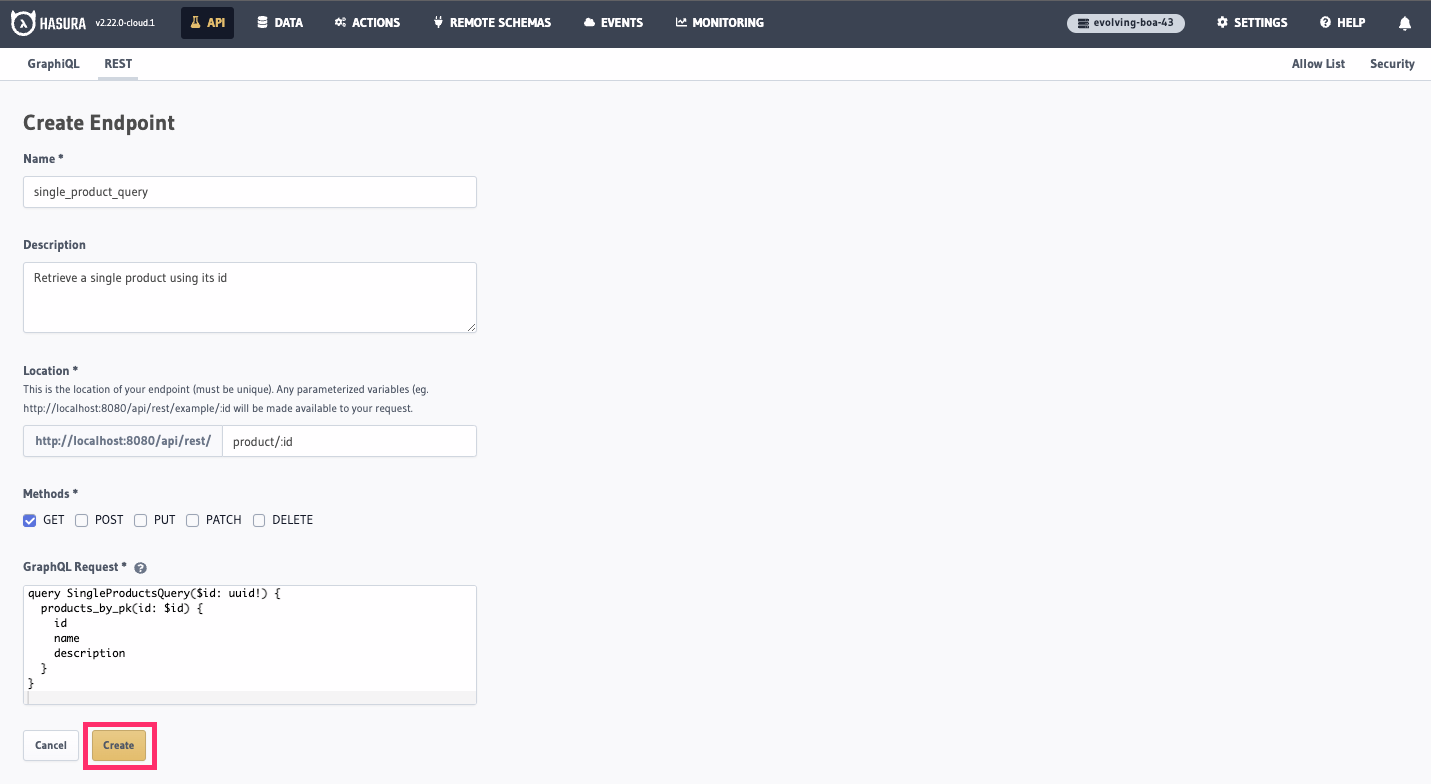 HASURA v2.22.0-cloud.1 API DATA ACTIONS REMOTE SCHEMAS EVENTS MONITORING evolving-boa-43 SETTINGS HELP
GraphiQL REST Allow List Security
Create Endpoint
Name *
single_product_query
Description
Retrieve a single product using its id
Location *
This is the location of your endpoint (must be unique). Any parameterized variables (eg.
http://localhost:8080/api/rest/example/:id will be made available to your request.
http://localhost:8080/api/rest/ product/:id
Methods *
GET POST PUT PATCH DELETE
GraphQL Request *
query SingleProductsQuery($id: uuid!) {
  products_by_pk(id: $id) {
    id
    name
    description
  }
}
Cancel Create